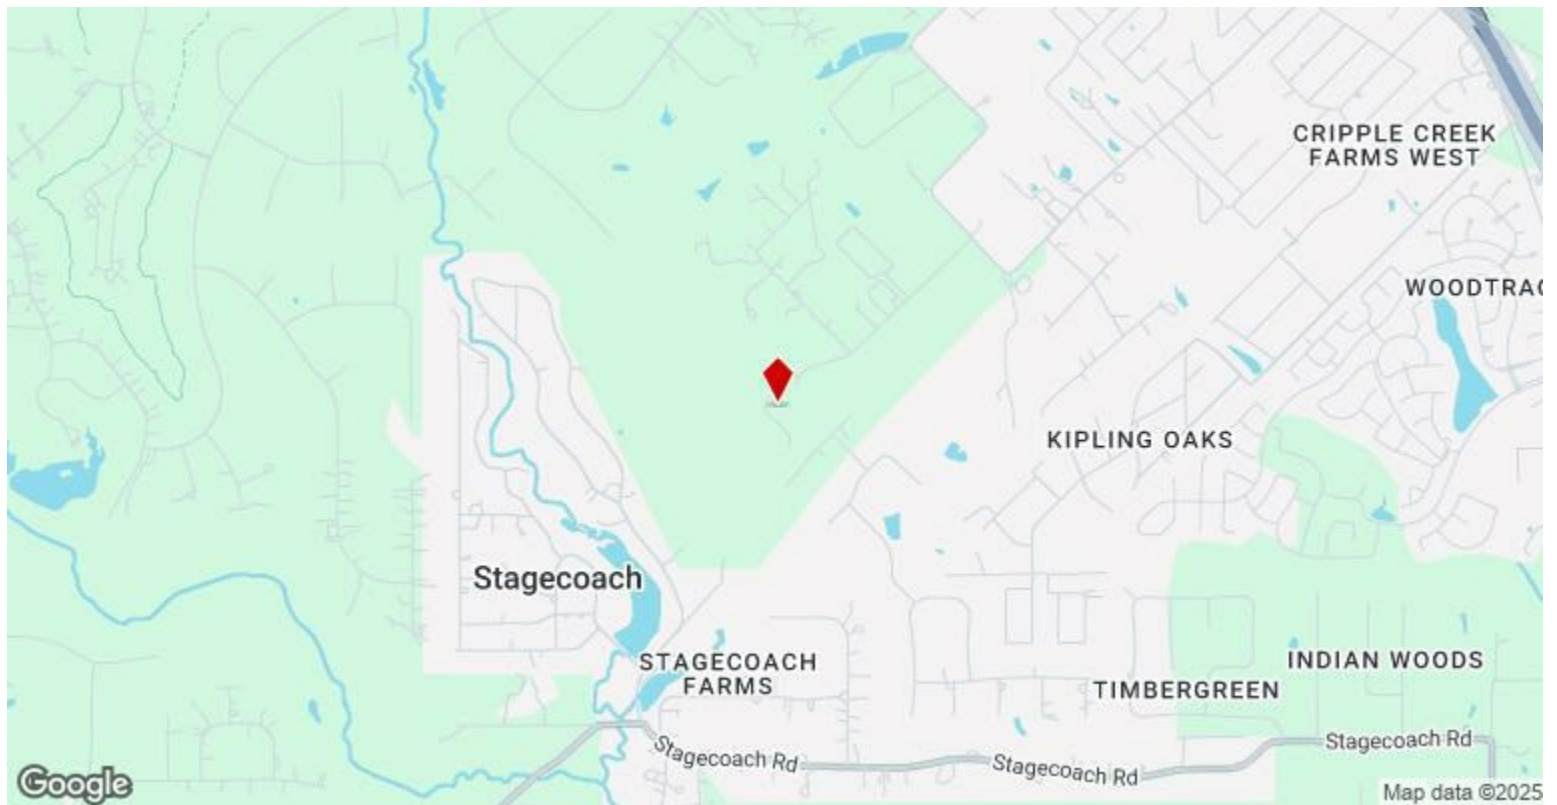 CRIPPLE CREEK
FARMS WEST
WOODTRAC
KIPLING OAKS
Stagecoach
STAGECOACH
FARMS
INDIAN WOODS
TIMBERGREEN
Stagecoach Rd
Stagecoach Rd
Stagecoach Rd
Google
Map data ©2025